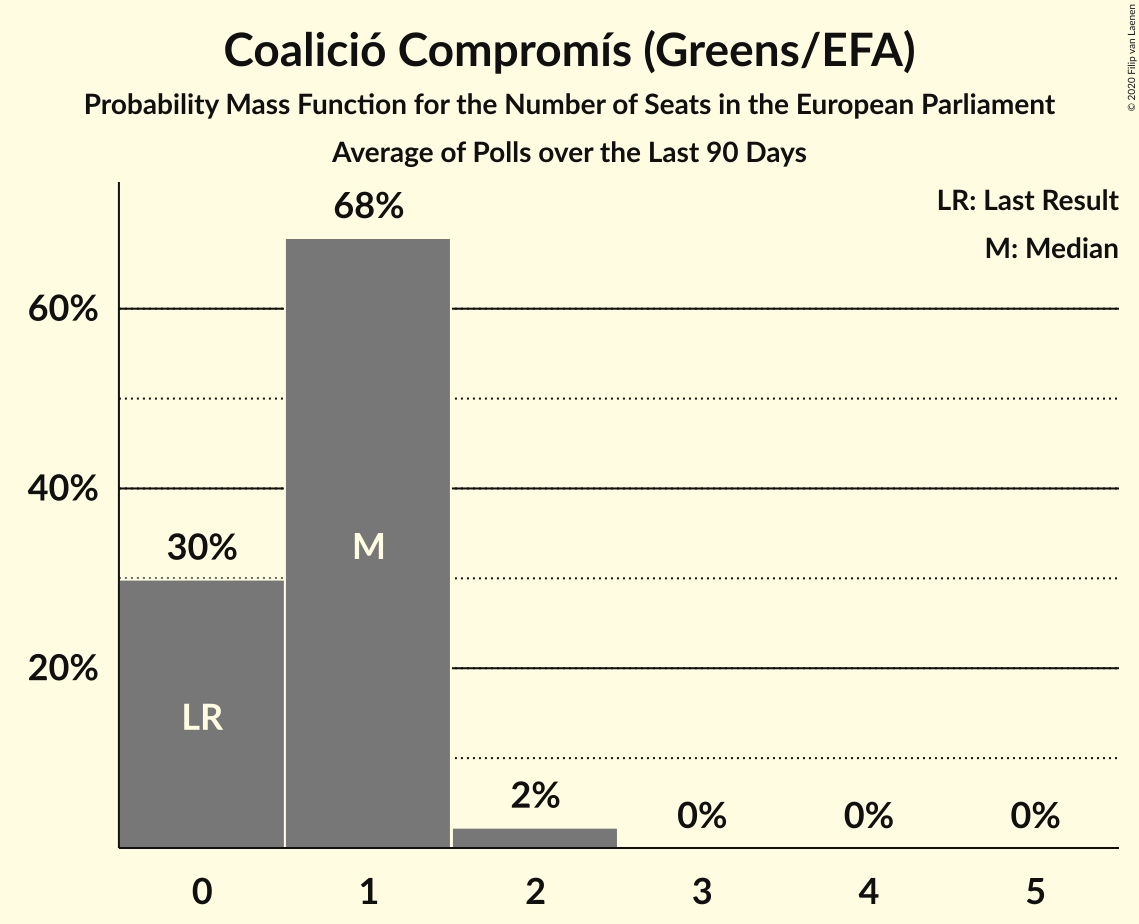 Coalició Compromís (Greens/EFA)
Probability Mass Function for the Number of Seats in the European Parliament
Average of Polls over the Last 90 Days
© 2020 Filip van Laenen
LR: Last Result
M: Median
68%
60%
40%
30%
M
20%
LR
2%
0%
0%
0%
0
1
2
3
4
5